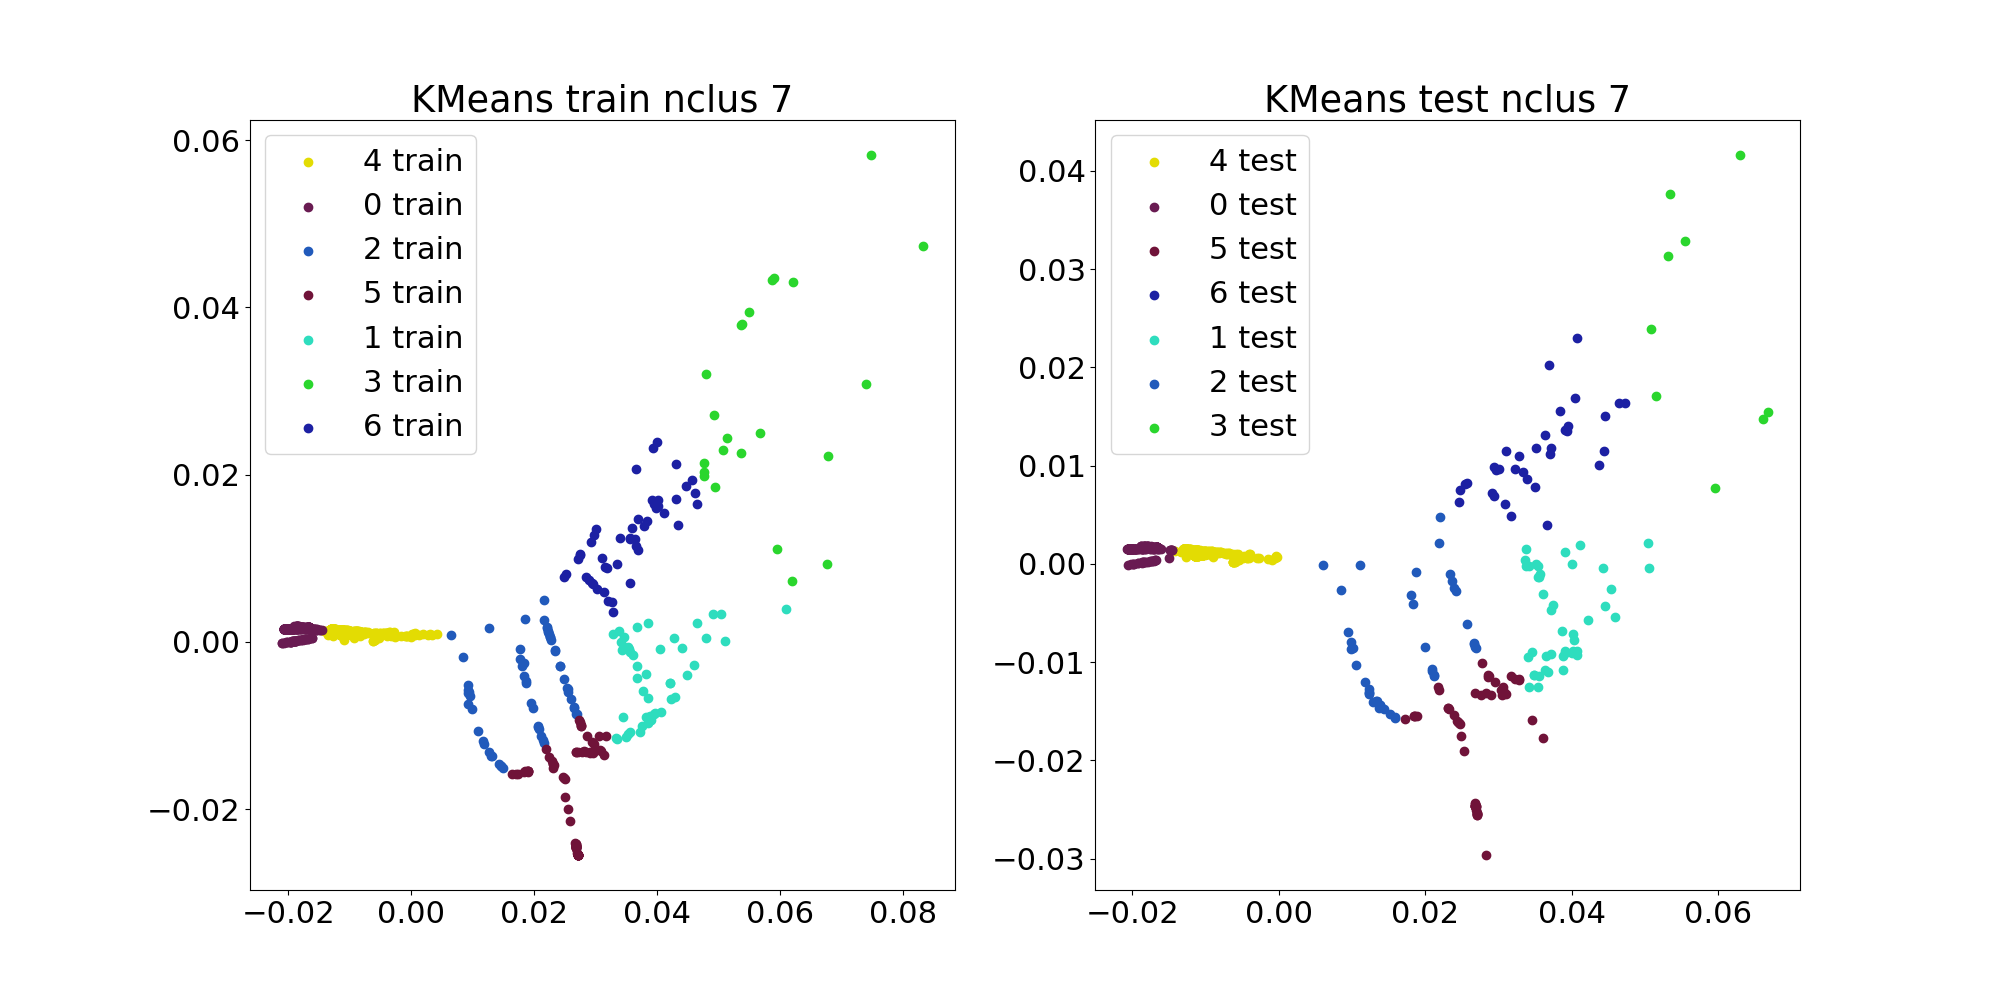 KMeans train nclus 7
0.06
0.04
0.02
0.00
−0.02
−0.02 0.00 0.02 0.04 0.06 0.08
4 train
0 train
2 train
5 train
1 train
3 train
6 train
KMeans test nclus 7
0.04
0.03
0.02
0.01
0.00
−0.01
−0.02
−0.03
−0.02 0.00 0.02 0.04 0.06
4 test
0 test
5 test
6 test
1 test
2 test
3 test